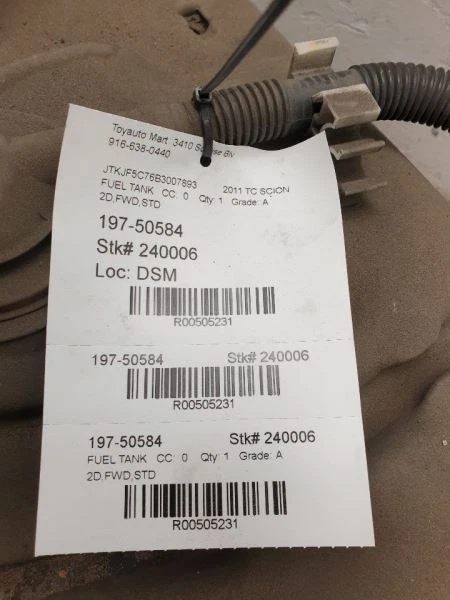 Toyauto Mart 3410 Blv
916-638-0440
JTKJF5C76B3007893 2011 TC SCION
FUEL TANK CC: 0 Qty: 1 Grade: A
2D,FWD,STD
197-50584
Stk# 240006
Loc: DSM
R00505231
197-50584 Stk# 240006
R00505231
197-50584 Stk# 240006
FUEL TANK CC: 0 Qty: 1 Grade: A
2D,FWD,STD
R00505231